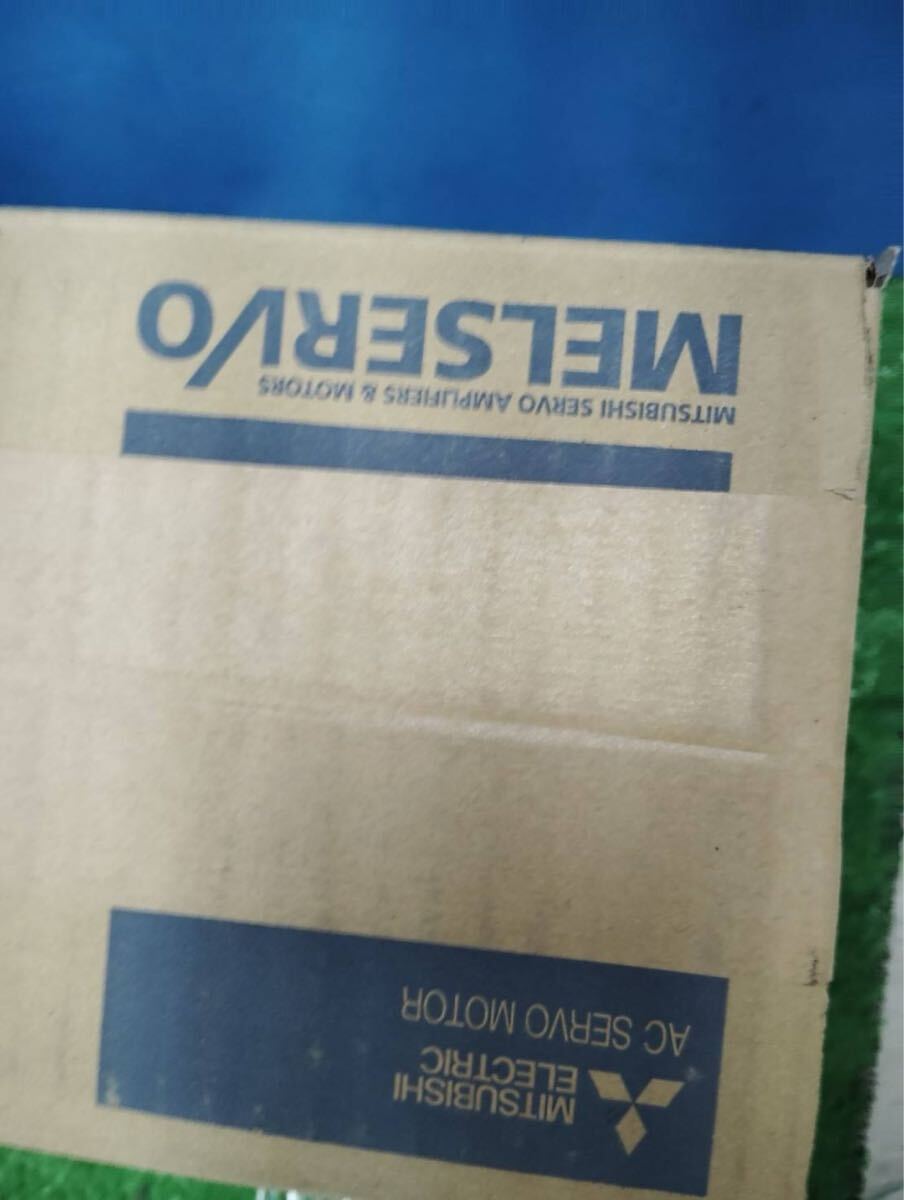 MITSUBISHI
ELECTRIC
AC SERVO MOTOR
MITSUBISHI SERVO AMPLIFIERS & MOTORS
MELSERVO